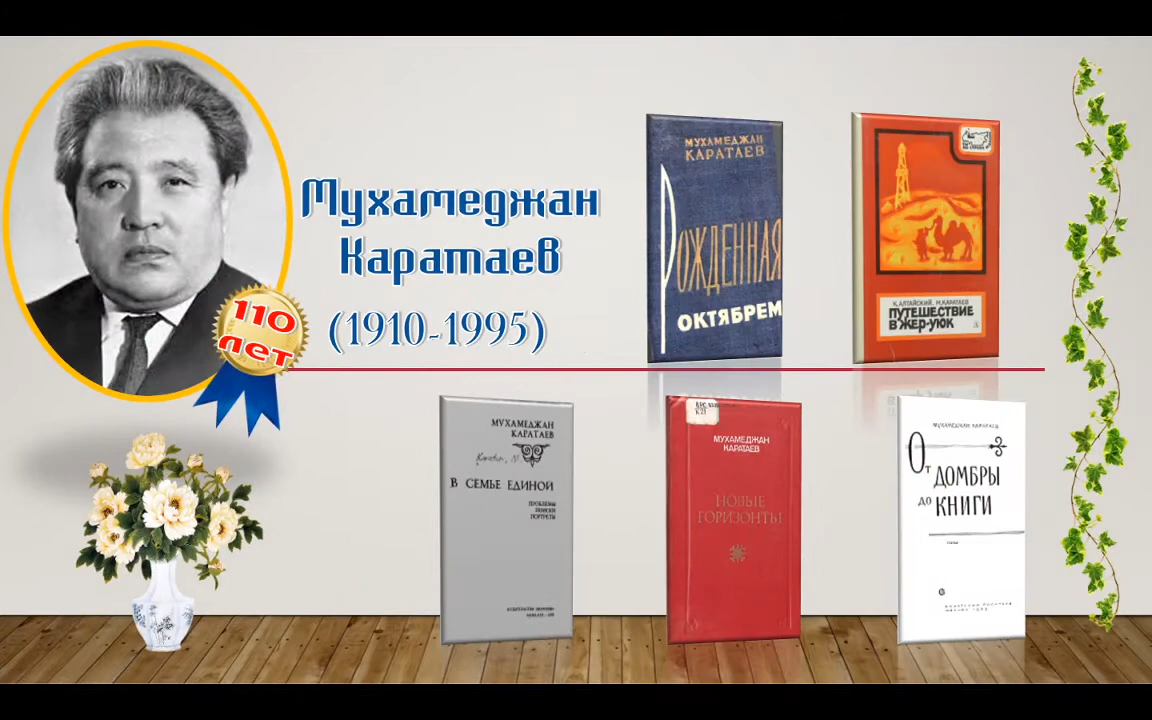 Мухамеджан
Каратаев
(1910-1995)
110
лет
МУХАМЕДЖАН
КАРАТАЕВ
РОЖДЕННАЯ
ОКТЯБРЕМ
К.АЛТАЙСКИЙ, М.КАРАТАЕВ
ПУТЕШЕСТВИЕ
В ЖЕР-УЮК
МУХАМЕДЖАН
КАРАТАЕВ
В СЕМЬЕ ЕДИНОЙ
ПРОБЛЕМЫ
ПОИСКИ
ПОРТРЕТЫ
МУХАМЕДЖАН
КАРАТАЕВ
НОВЫЕ
ГОРИЗОНТЫ
МУХАМЕДЖАН КАРАТАЕВ
От
ДОМБРЫ
до
КНИГИ